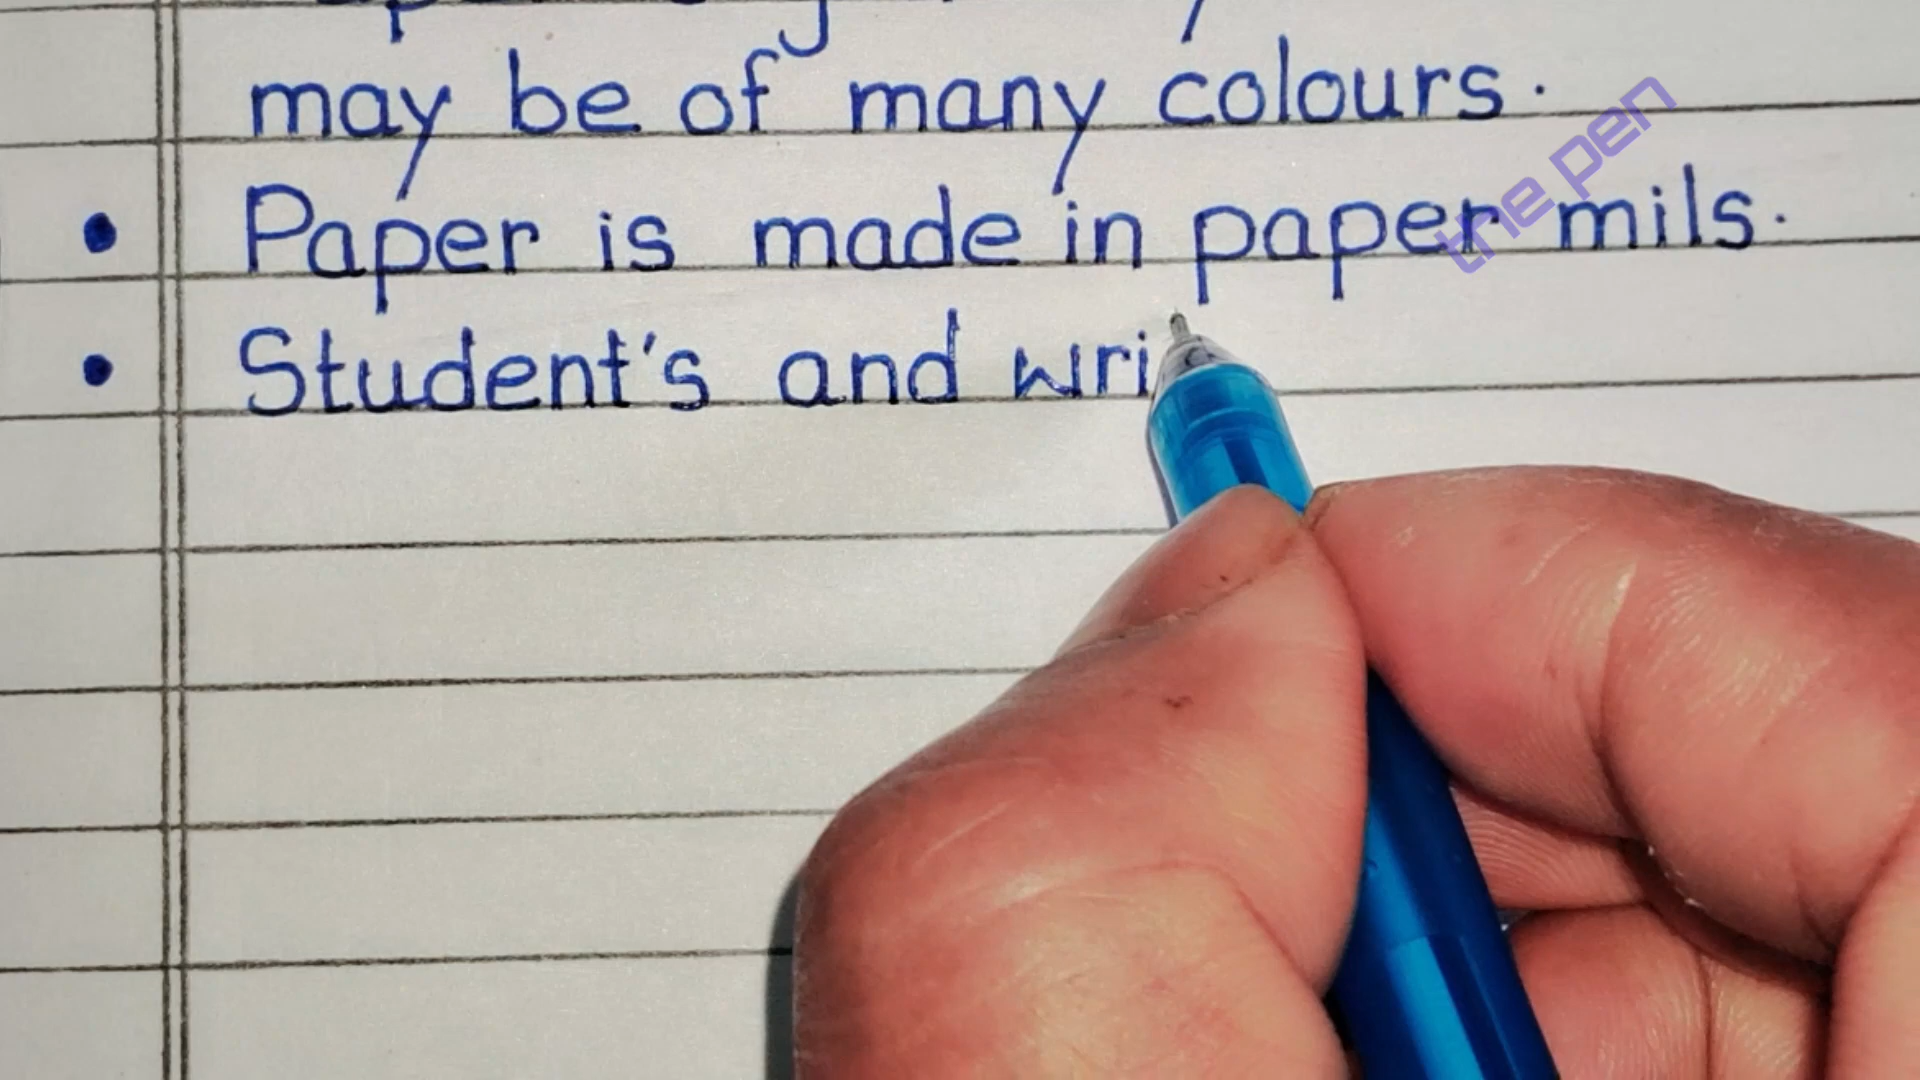 may be of many colours.
• Paper is made in paper mils.
• Student's and wri
the pen